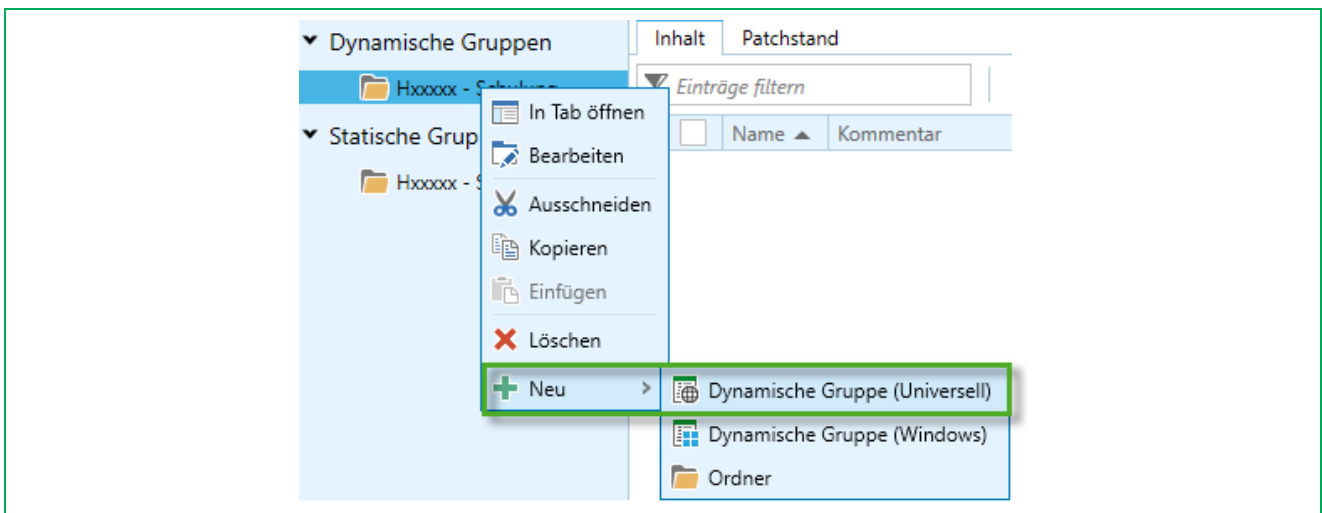 Dynamische Gruppen
Inhalt Patchstand
Hxxxxx -
Einträge filtern
In Tab öffnen
Statische Grup
Name Kommentar
Bearbeiten
Hxxxxx - S
Ausschneiden
Kopieren
Einfügen
Löschen
Neu > Dynamische Gruppe (Universell)
Dynamische Gruppe (Windows)
Ordner